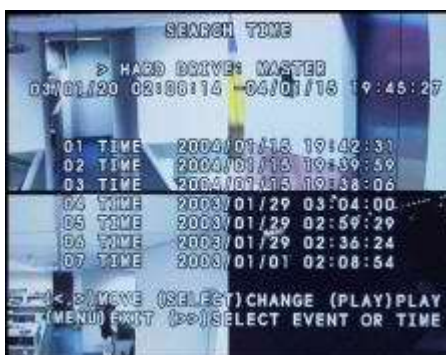 SEARCH TIME
> HARD DRIVE: MASTER
03/01/20 02:08:14 -04/01/15 19:45:27
01 TIME 2004/01/15 19:42:31
02 TIME 2004/01/15 19:39:59
03 TIME 2004/01/15 19:38:06
04 TIME 2003/01/29 03:04:00
05 TIME 2003/01/29 02:59:29
06 TIME 2003/01/29 02:36:24
07 TIME 2003/01/01 02:08:54
(<,>)MOVE (SELECT)CHANGE (PLAY)PLAY
(MENU)EXIT (>>)SELECT EVENT OR TIME